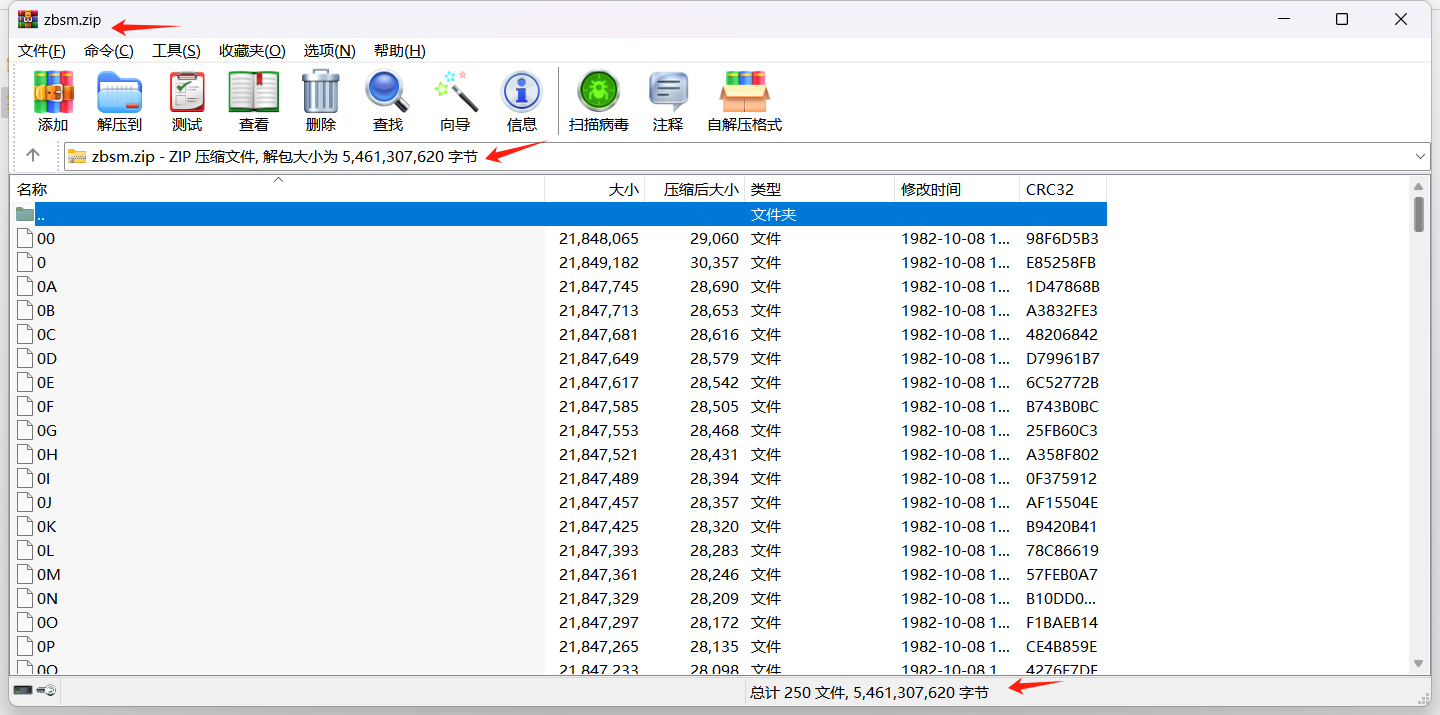 zbsm.zip
文件(F) 命令(C) 工具(S) 收藏夹(O) 选项(N) 帮助(H)
添加 解压到 测试 查看 删除 查找 向导 信息 扫描病毒 注释 自解压格式
zbsm.zip - ZIP 压缩文件, 解包大小为 5,461,307,620 字节
名称 大小 压缩后大小 类型 修改时间 CRC32
.. 文件夹
00 21,848,065 29,060 文件 1982-10-08 1... 98F6D5B3
0 21,849,182 30,357 文件 1982-10-08 1... E85258FB
0A 21,847,745 28,690 文件 1982-10-08 1... 1D47868B
0B 21,847,713 28,653 文件 1982-10-08 1... A3832FE3
0C 21,847,681 28,616 文件 1982-10-08 1... 48206842
0D 21,847,649 28,579 文件 1982-10-08 1... D79961B7
0E 21,847,617 28,542 文件 1982-10-08 1... 6C52772B
0F 21,847,585 28,505 文件 1982-10-08 1... B743B0BC
0G 21,847,553 28,468 文件 1982-10-08 1... 25FB60C3
0H 21,847,521 28,431 文件 1982-10-08 1... A358F802
0I 21,847,489 28,394 文件 1982-10-08 1... 0F375912
0J 21,847,457 28,357 文件 1982-10-08 1... AF15504E
0K 21,847,425 28,320 文件 1982-10-08 1... B9420B41
0L 21,847,393 28,283 文件 1982-10-08 1... 78C86619
0M 21,847,361 28,246 文件 1982-10-08 1... 57FEB0A7
0N 21,847,329 28,209 文件 1982-10-08 1... B10DD0...
0O 21,847,297 28,172 文件 1982-10-08 1... F1BAEB14
0P 21,847,265 28,135 文件 1982-10-08 1... CE4B859E
0Q 21,847,233 28,098 文件 1982-10-08 1... 4276F7DF
总计 250 文件, 5,461,307,620 字节